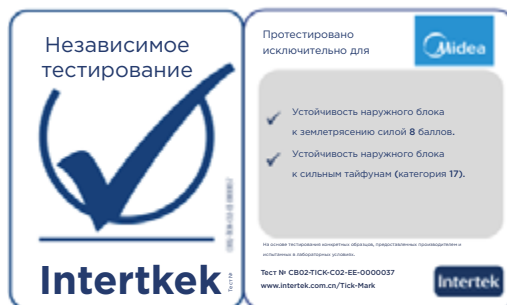 Независимое
тестирование
Intertkek
Тест №
Протестировано
исключительно для
Midea
Устойчивость наружного блока
к землетрясению силой 8 баллов.
Устойчивость наружного блока
к сильным тайфунам (категория 17).
На основе тестирования конкретных образцов, предоставленных производителем и
испытанных в лабораторных условиях.
Тест № CB02-TICK-C02-EE-0000037
www.intertek.com.cn/Tick-Mark
Intertek